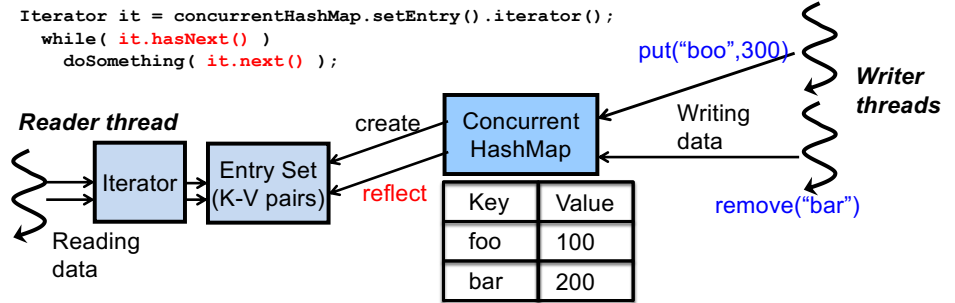 Iterator it = concurrentHashMap.setEntry().iterator();
while( it.hasNext() )
doSomething( it.next() );
put(“boo”,300)
Writer
threads
Reader thread
create
Concurrent
HashMap
Writing
data
Iterator
Entry Set
(K-V pairs)
reflect
Key Value
foo 100
bar 200
remove(“bar”)
Reading
data